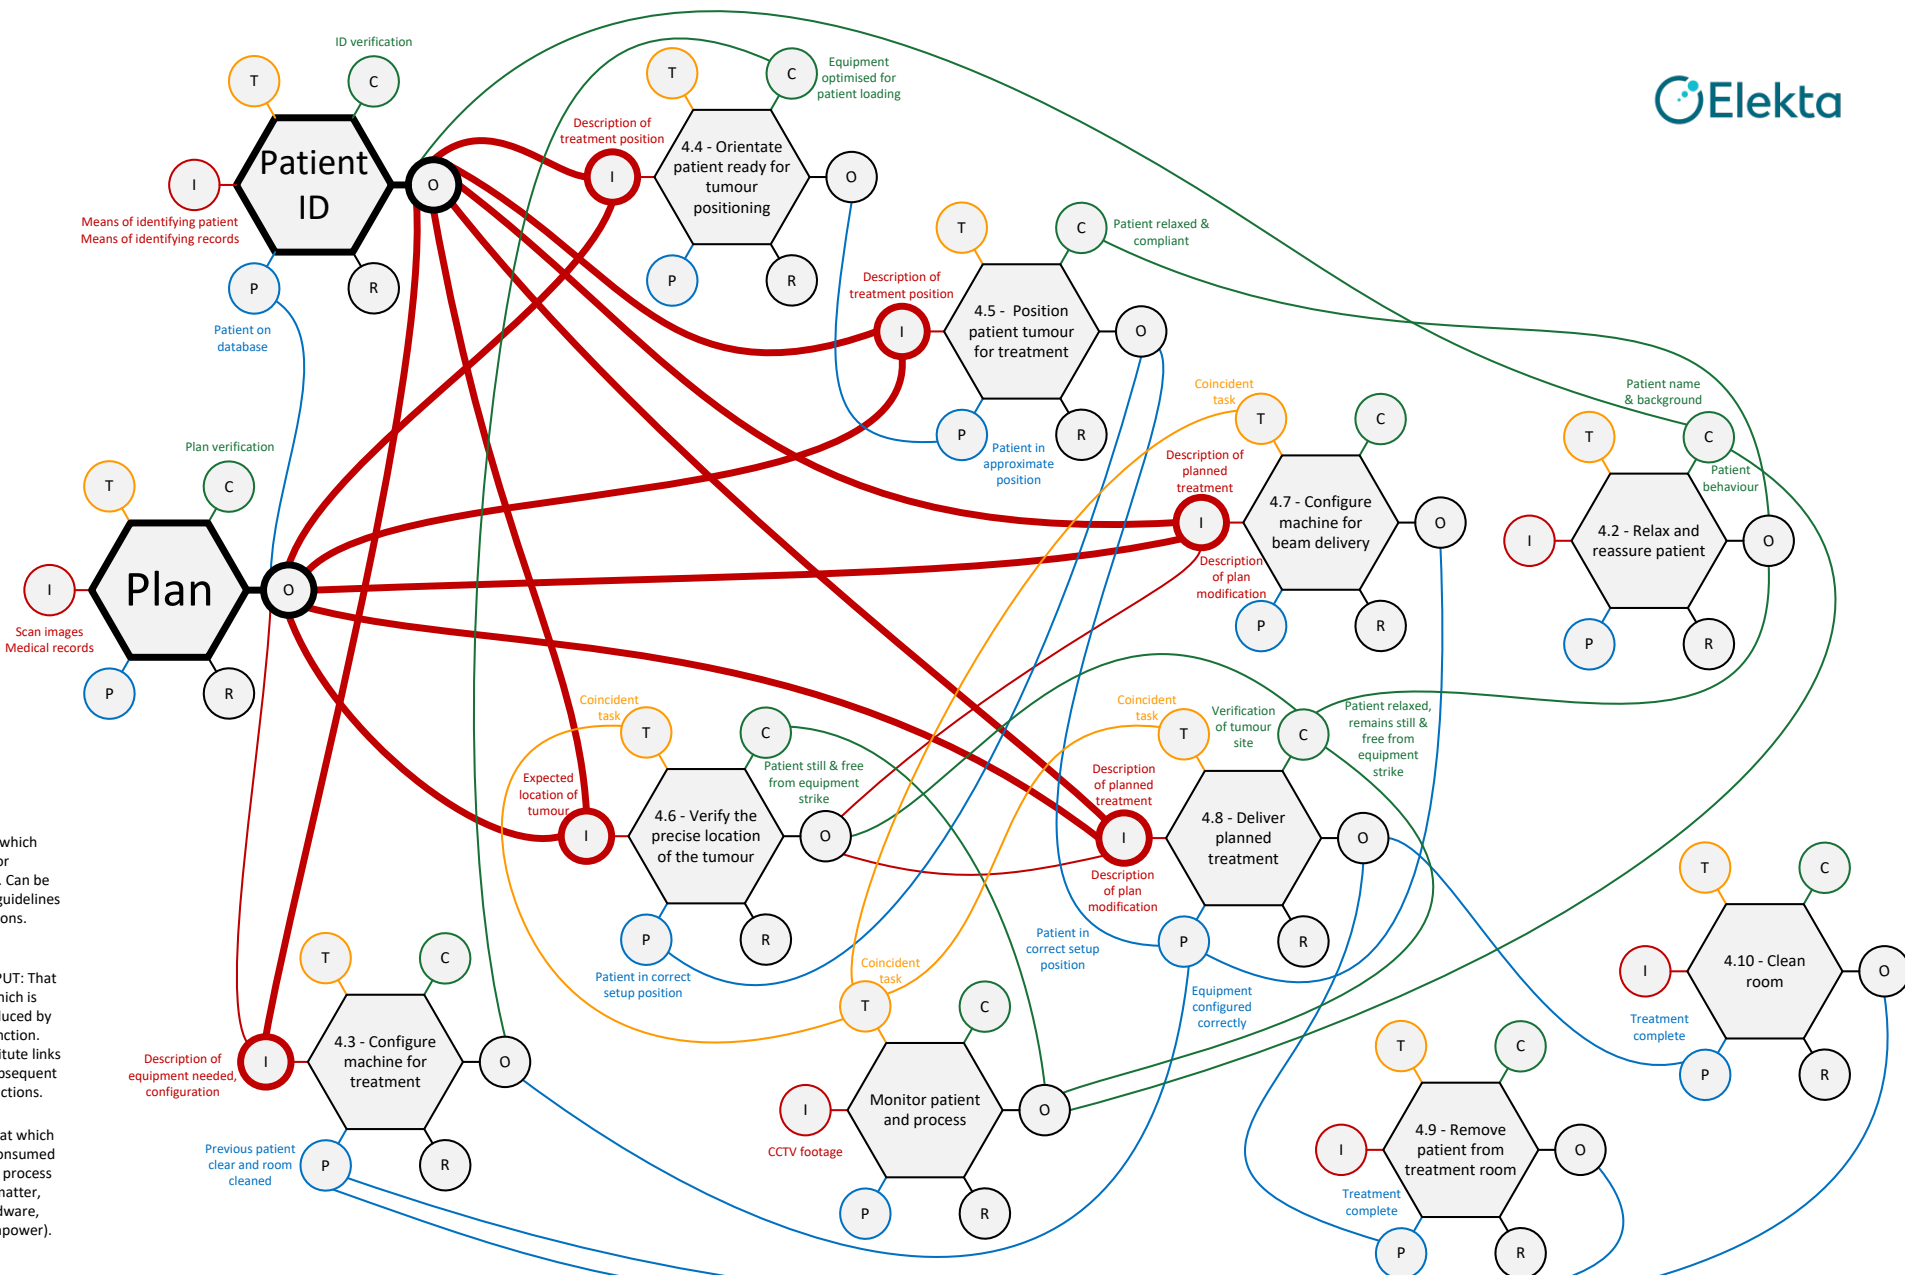 ID verification
T
C
Patient
ID
I
O
Means of identifying patient
Means of identifying records
P
R
Patient on
database
T
C
Equipment
optimised for
patient loading
Description of
treatment position
I
4.4 - Orientate
patient ready for
tumour
positioning
O
P
R
Elekta
T
C
Patient relaxed &
compliant
Description of
treatment position
I
4.5 - Position
patient tumour
for treatment
O
P
R
Patient in
approximate
position
Coincident
task
T
C
Description of
planned
treatment
I
4.7 - Configure
machine for
beam delivery
O
Description
of plan
modification
P
R
Patient name
& background
T
C
Patient
behaviour
I
4.2 - Relax and
reassure patient
O
P
R
Plan verification
T
C
I
Plan
O
Scan images
Medical records
P
R
Coincident
task
T
C
Patient still & free
from equipment
strike
Expected
location of
tumour
I
4.6 - Verify the
precise location
of the tumour
O
P
R
Patient in correct
setup position
Coincident
task
T
Verification
of tumour
site
C
Patient relaxed,
remains still &
free from
equipment
strike
Description
of planned
treatment
I
4.8 - Deliver
planned
treatment
O
Description
of plan
modification
P
R
Patient in
correct setup
position
Equipment
configured
correctly
T
C
I
4.10 - Clean
room
O
Treatment
complete
P
R
which
or
. Can be
guidelines
ons.
PUT: That
hich is
duced by
nction.
titute links
bsequent
ctions.
at which
onsumed
process
matter,
dware,
npower).
T
C
I
4.3 - Configure
machine for
treatment
O
Description of
equipment needed,
configuration
Previous patient
clear and room
cleaned
P
R
Coincident
task
T
C
I
Monitor patient
and process
O
CCTV footage
P
R
T
C
I
4.9 - Remove
patient from
treatment room
O
Treatment
complete
P
R